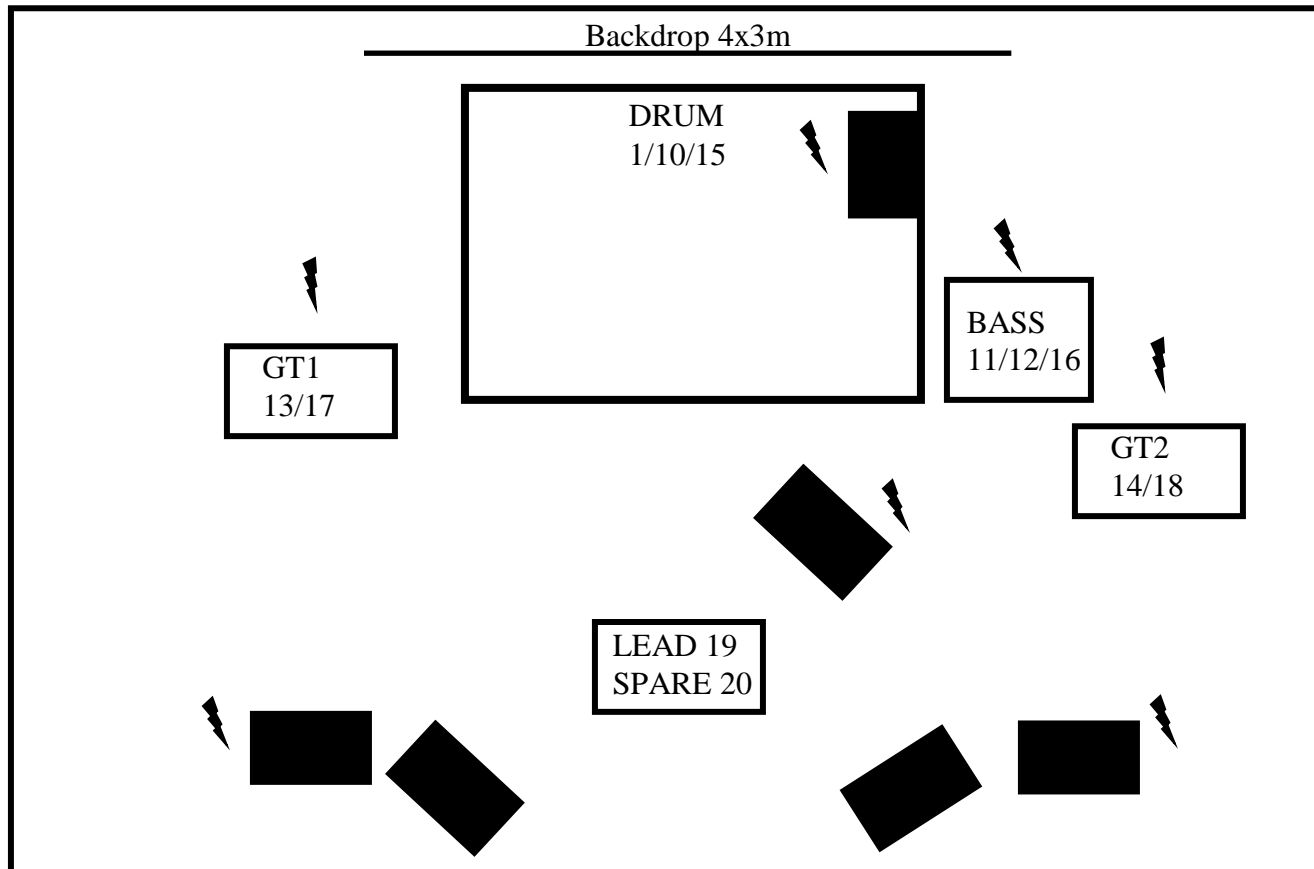 Backdrop 4x3m
DRUM
1/10/15
BASS
11/12/16
GT1
13/17
GT2
14/18
LEAD 19
SPARE 20